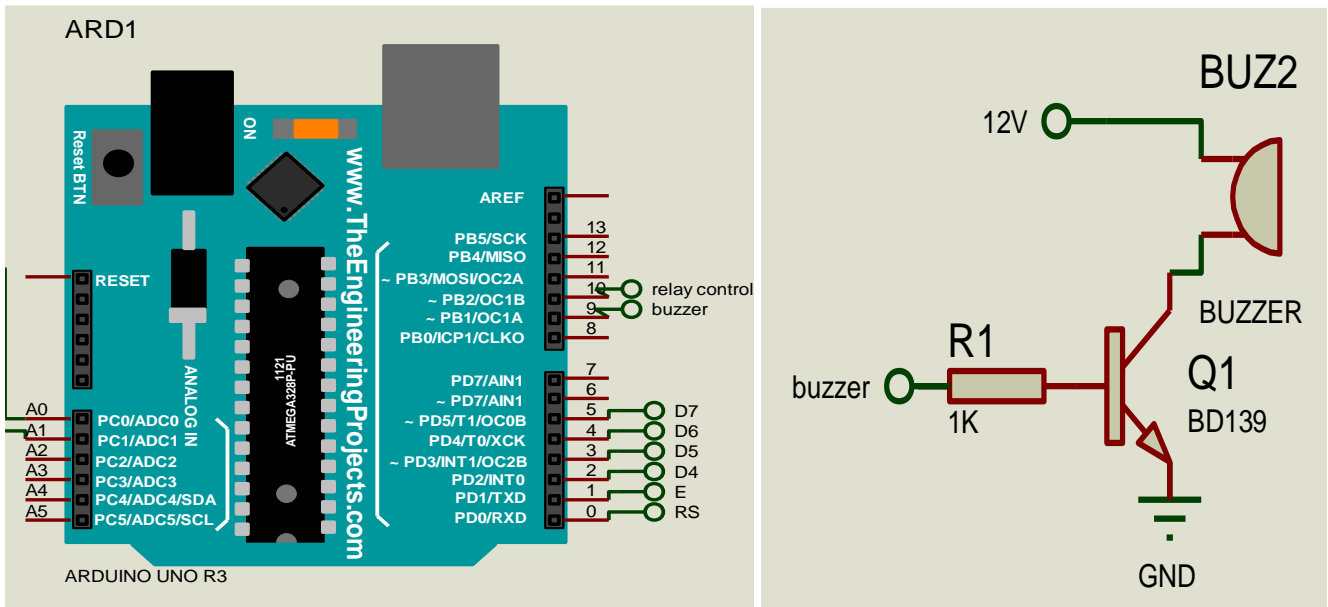 ARD1
Reset BTN
ON
www.TheEngineeringProjects.com
RESET
ANALOG IN
1121
ATMEGA328P-PU
A0 PC0/ADC0
A1 PC1/ADC1
A2 PC2/ADC2
A3 PC3/ADC3
A4 PC4/ADC4/SDA
A5 PC5/ADC5/SCL
AREF
PB5/SCK 13
PB4/MISO 12
~ PB3/MOSI/OC2A 11
~ PB2/OC1B 10 relay control
~ PB1/OC1A 9 buzzer
PB0/ICP1/CLKO 8
PD7/AIN1 7
~ PD7/AIN1 6
~ PD5/T1/OC0B 5 D7
PD4/T0/XCK 4 D6
~ PD3/INT1/OC2B 3 D5
PD2/INT0 2 D4
PD1/TXD 1 E
PD0/RXD 0 RS
ARDUINO UNO R3
BUZ2
12V
BUZZER
R1
buzzer
1K
Q1
BD139
GND